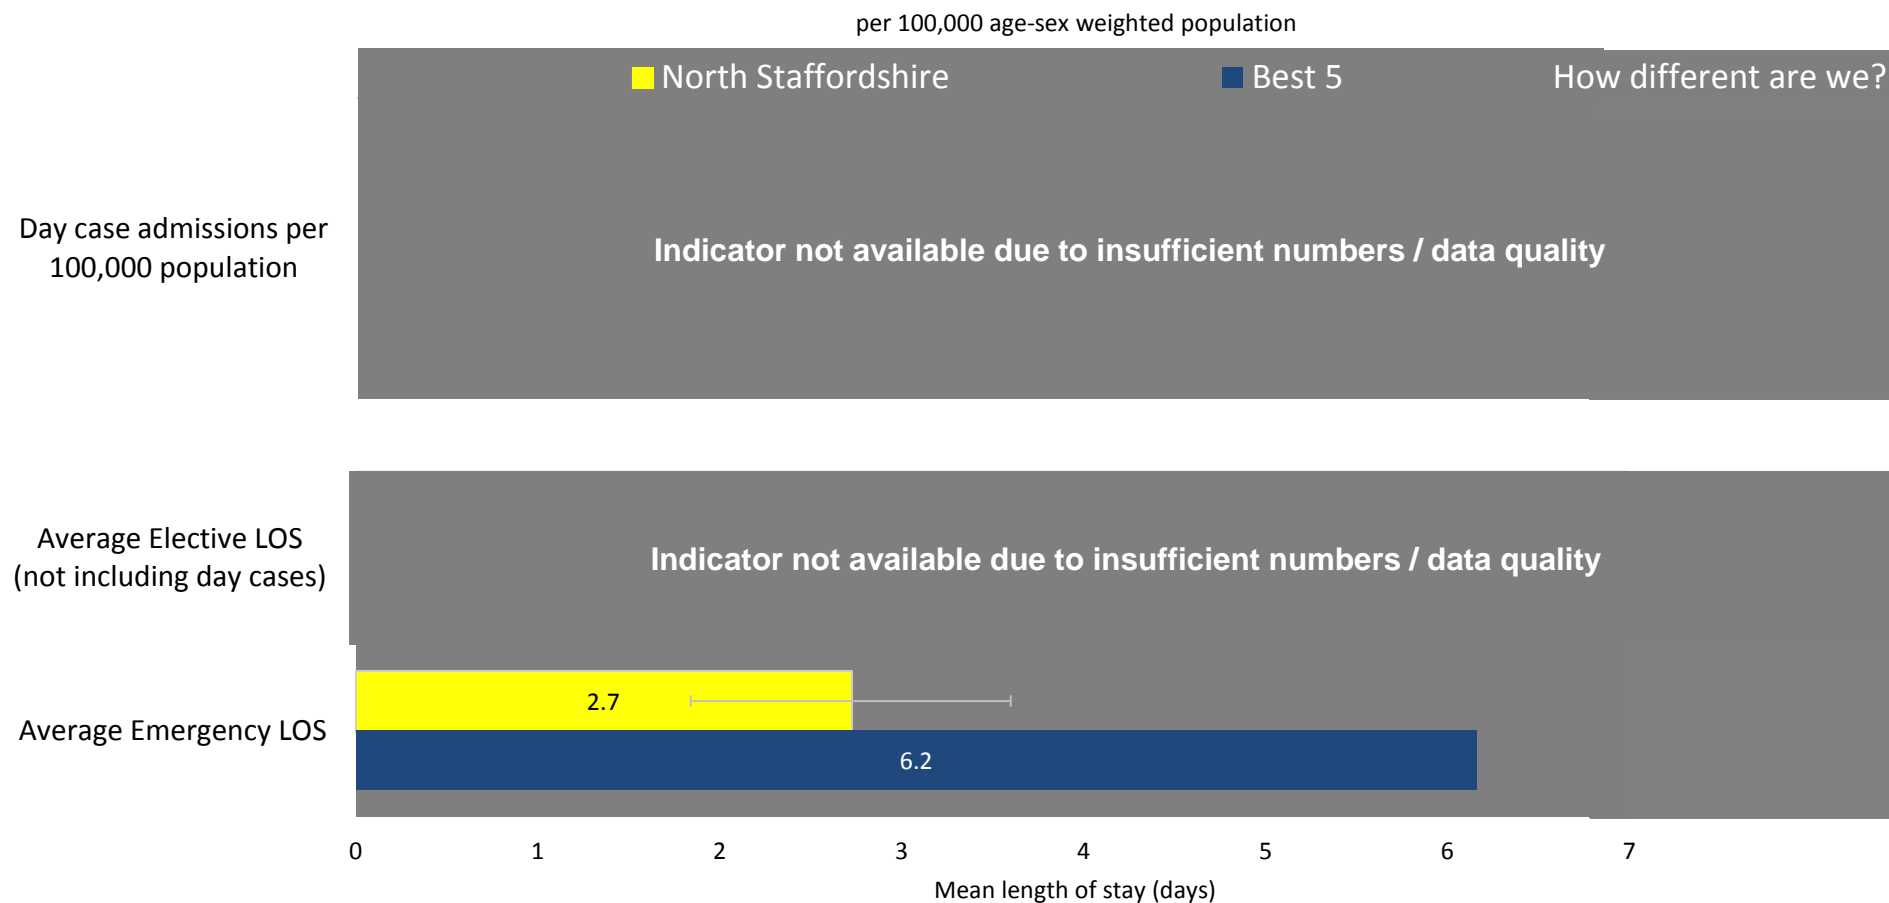 per 100,000 age-sex weighted population
North Staffordshire Best 5 How different are we?
Day case admissions per
100,000 population
Indicator not available due to insufficient numbers / data quality
Average Elective LOS
(not including day cases)
Indicator not available due to insufficient numbers / data quality
Average Emergency LOS
2.7
6.2
0 1 2 3 4 5 6 7
Mean length of stay (days)